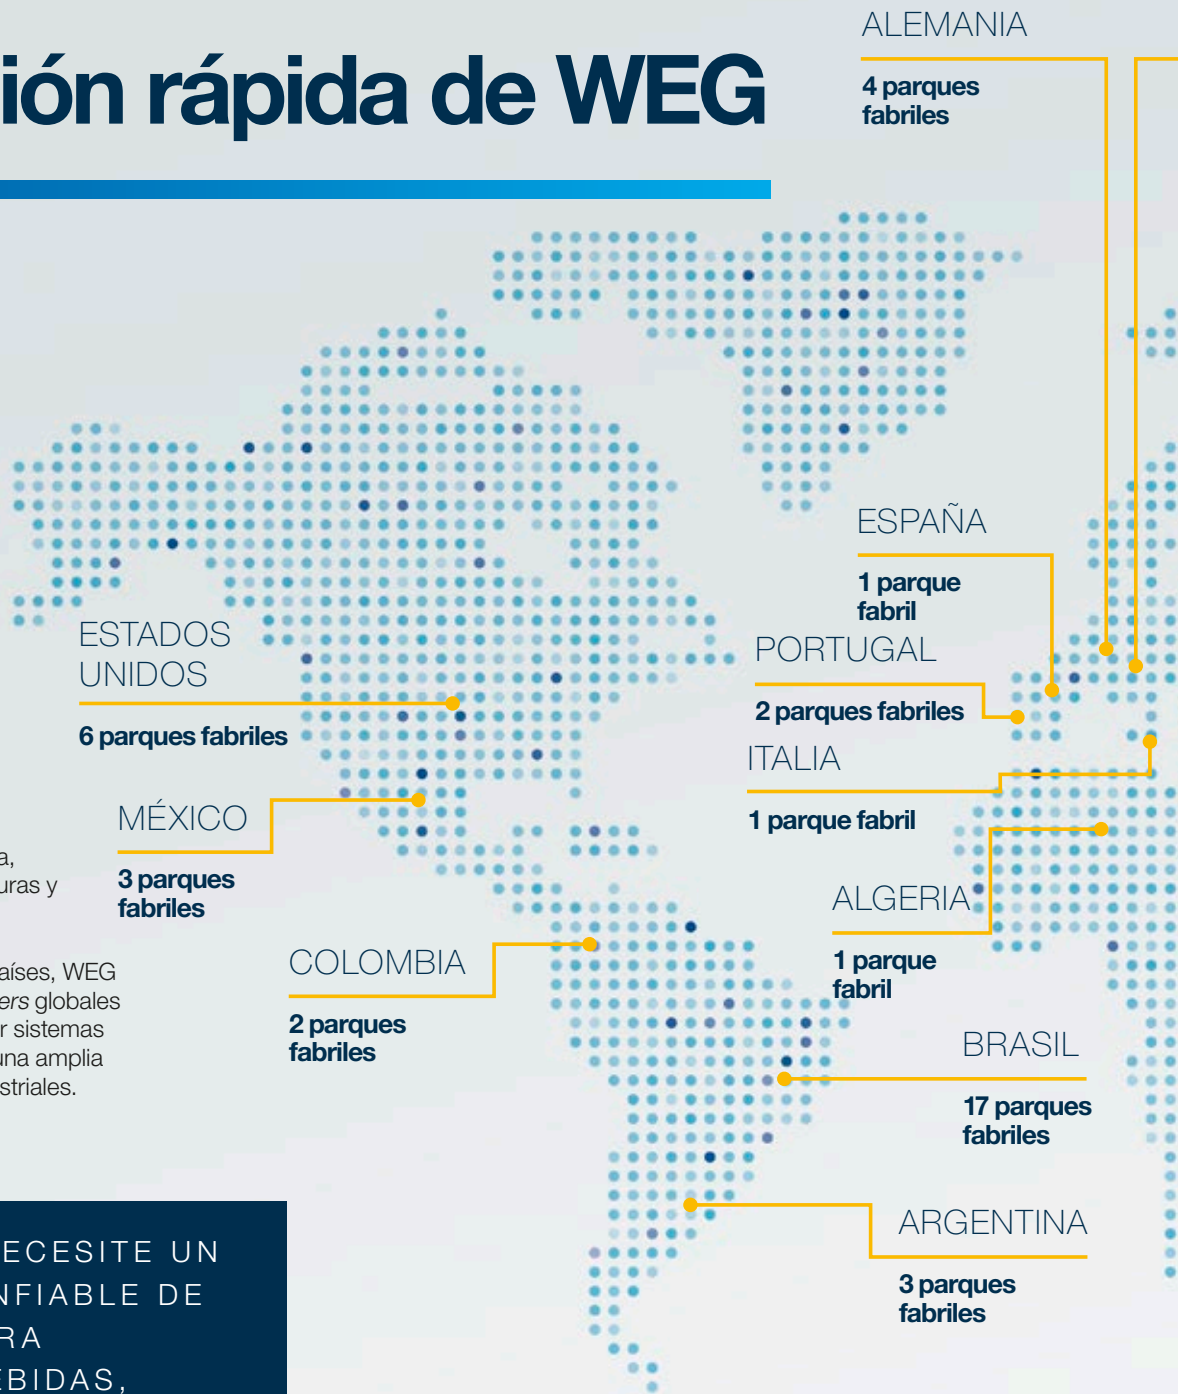 ión rápida de WEG
ALEMANIA
4 parques
fabriles
ESPAÑA
1 parque
fabril
PORTUGAL
2 parques fabriles
ITALIA
1 parque fabril
ALGERIA
1 parque
fabril
ESTADOS
UNIDOS
6 parques fabriles
MÉXICO
3 parques
fabriles
COLOMBIA
2 parques
fabriles
BRASIL
17 parques
fabriles
ARGENTINA
3 parques
fabriles
a,
uras y
aíses, WEG
ers globales
r sistemas
una amplia
striales.
ECESITE UN
NFIABLE DE
RA
EBIDAS,